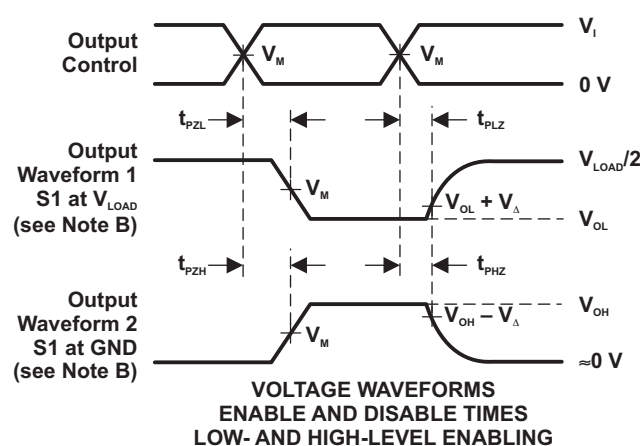 Output
Control
V_M
V_M
V_I
0 V
t_PZL
t_PLZ
Output
Waveform 1
S1 at V_LOAD
(see Note B)
V_M
V_OL + V_Δ
V_LOAD/2
V_OL
t_PZH
t_PHZ
Output
Waveform 2
S1 at GND
(see Note B)
V_M
V_OH – V_Δ
V_OH
≈0 V
VOLTAGE WAVEFORMS
ENABLE AND DISABLE TIMES
LOW- AND HIGH-LEVEL ENABLING